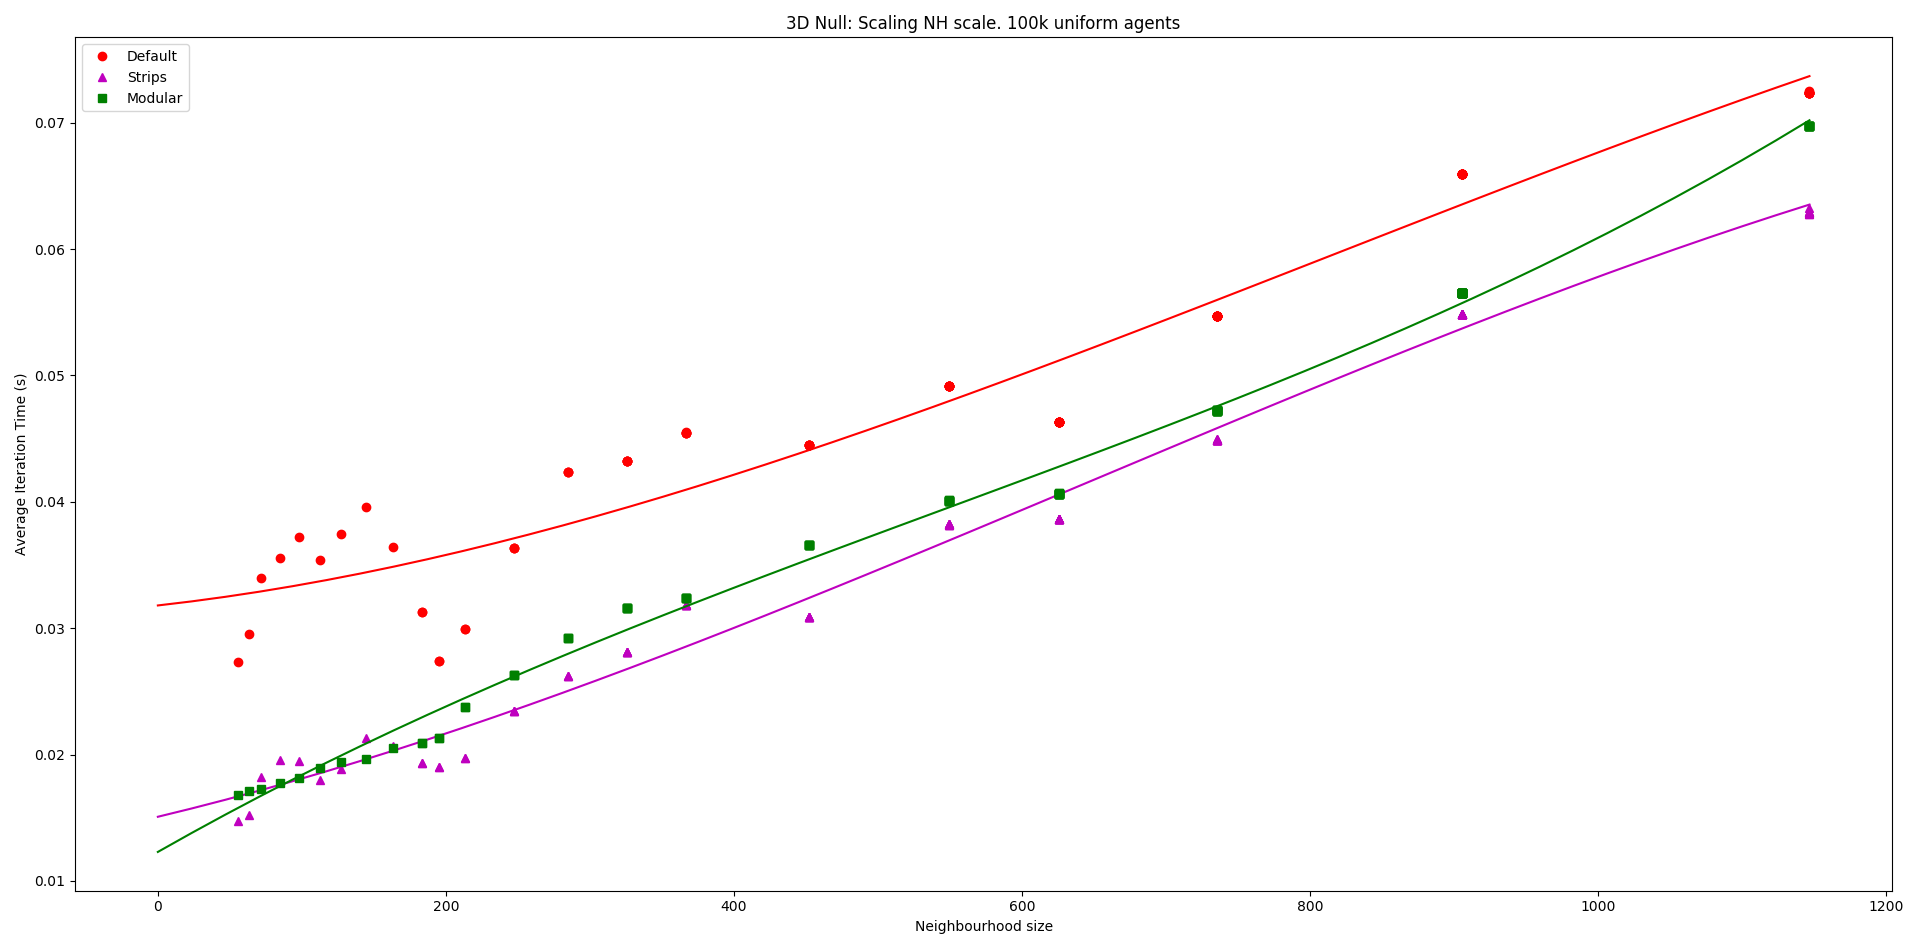 3D Null: Scaling NH scale. 100k uniform agents
Default
Strips
Modular
Average Iteration Time (s)
0.07
0.06
0.05
0.04
0.03
0.02
0.01
0 200 400 600 800 1000 1200
Neighbourhood size